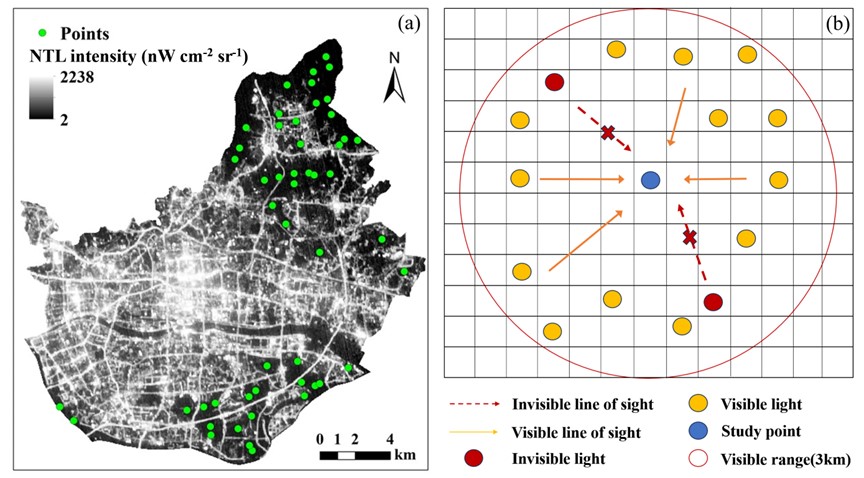 (a)
Points
NTL intensity (nW cm⁻² sr⁻¹)
2238
2
N
0 1 2 4
km
(b)
Invisible line of sight
Visible line of sight
Invisible light
Visible light
Study point
Visible range(3km)